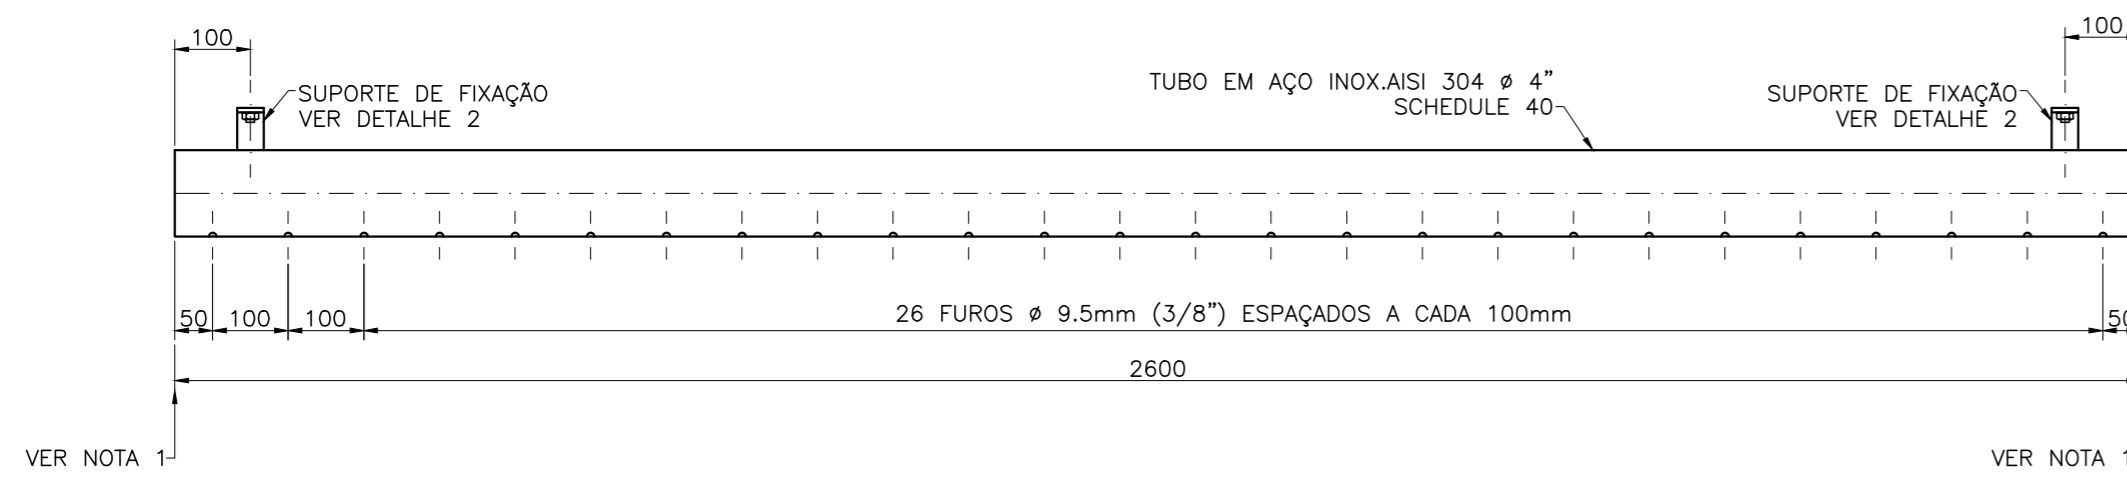 100
100
SUPORTE DE FIXAÇÃO
VER DETALHE 2
TUBO EM AÇO INOX.AISI 304 ø 4”
SCHEDULE 40
SUPORTE DE FIXAÇÃO
VER DETALHE 2
50
100
100
26 FUROS ø 9.5mm (3/8”) ESPAÇADOS A CADA 100mm
50
2600
VER NOTA 1
VER NOTA 1